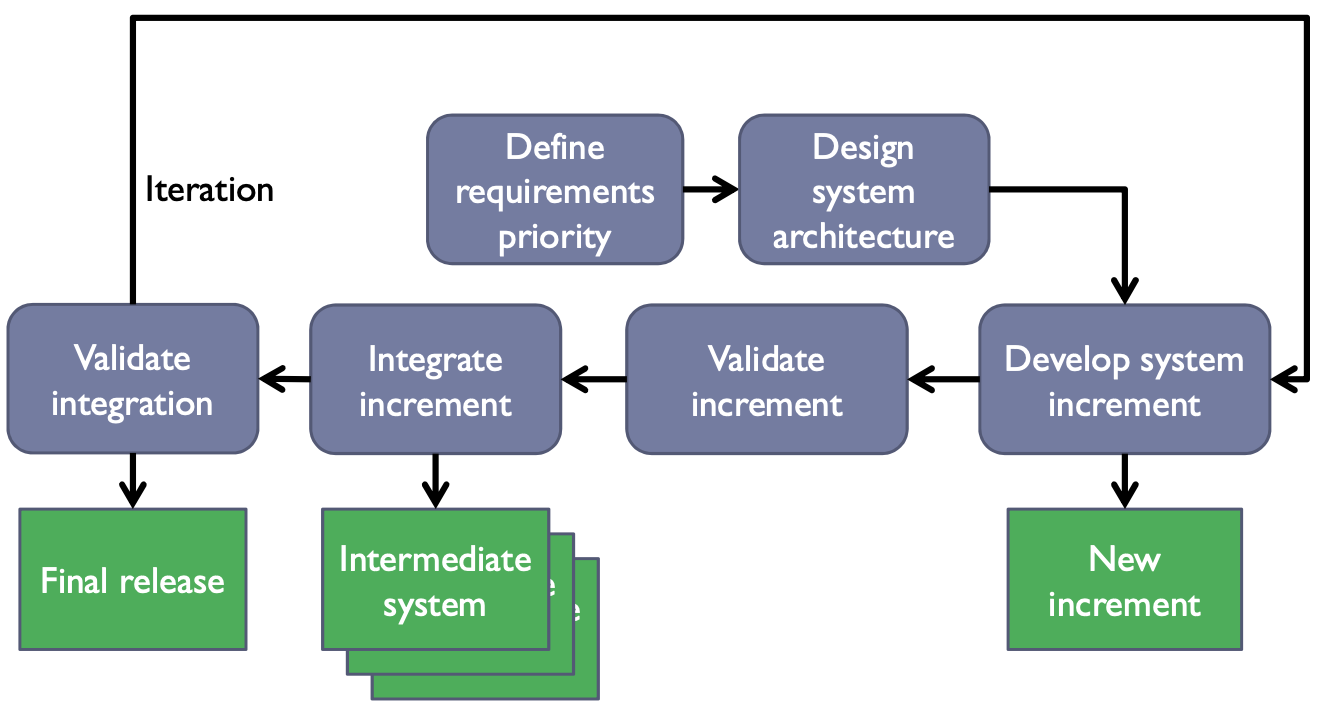 Iteration
Define
requirements
priority
Design
system
architecture
Validate
integration
Integrate
increment
Validate
increment
Develop system
increment
Final release
Intermediate
system
New
increment